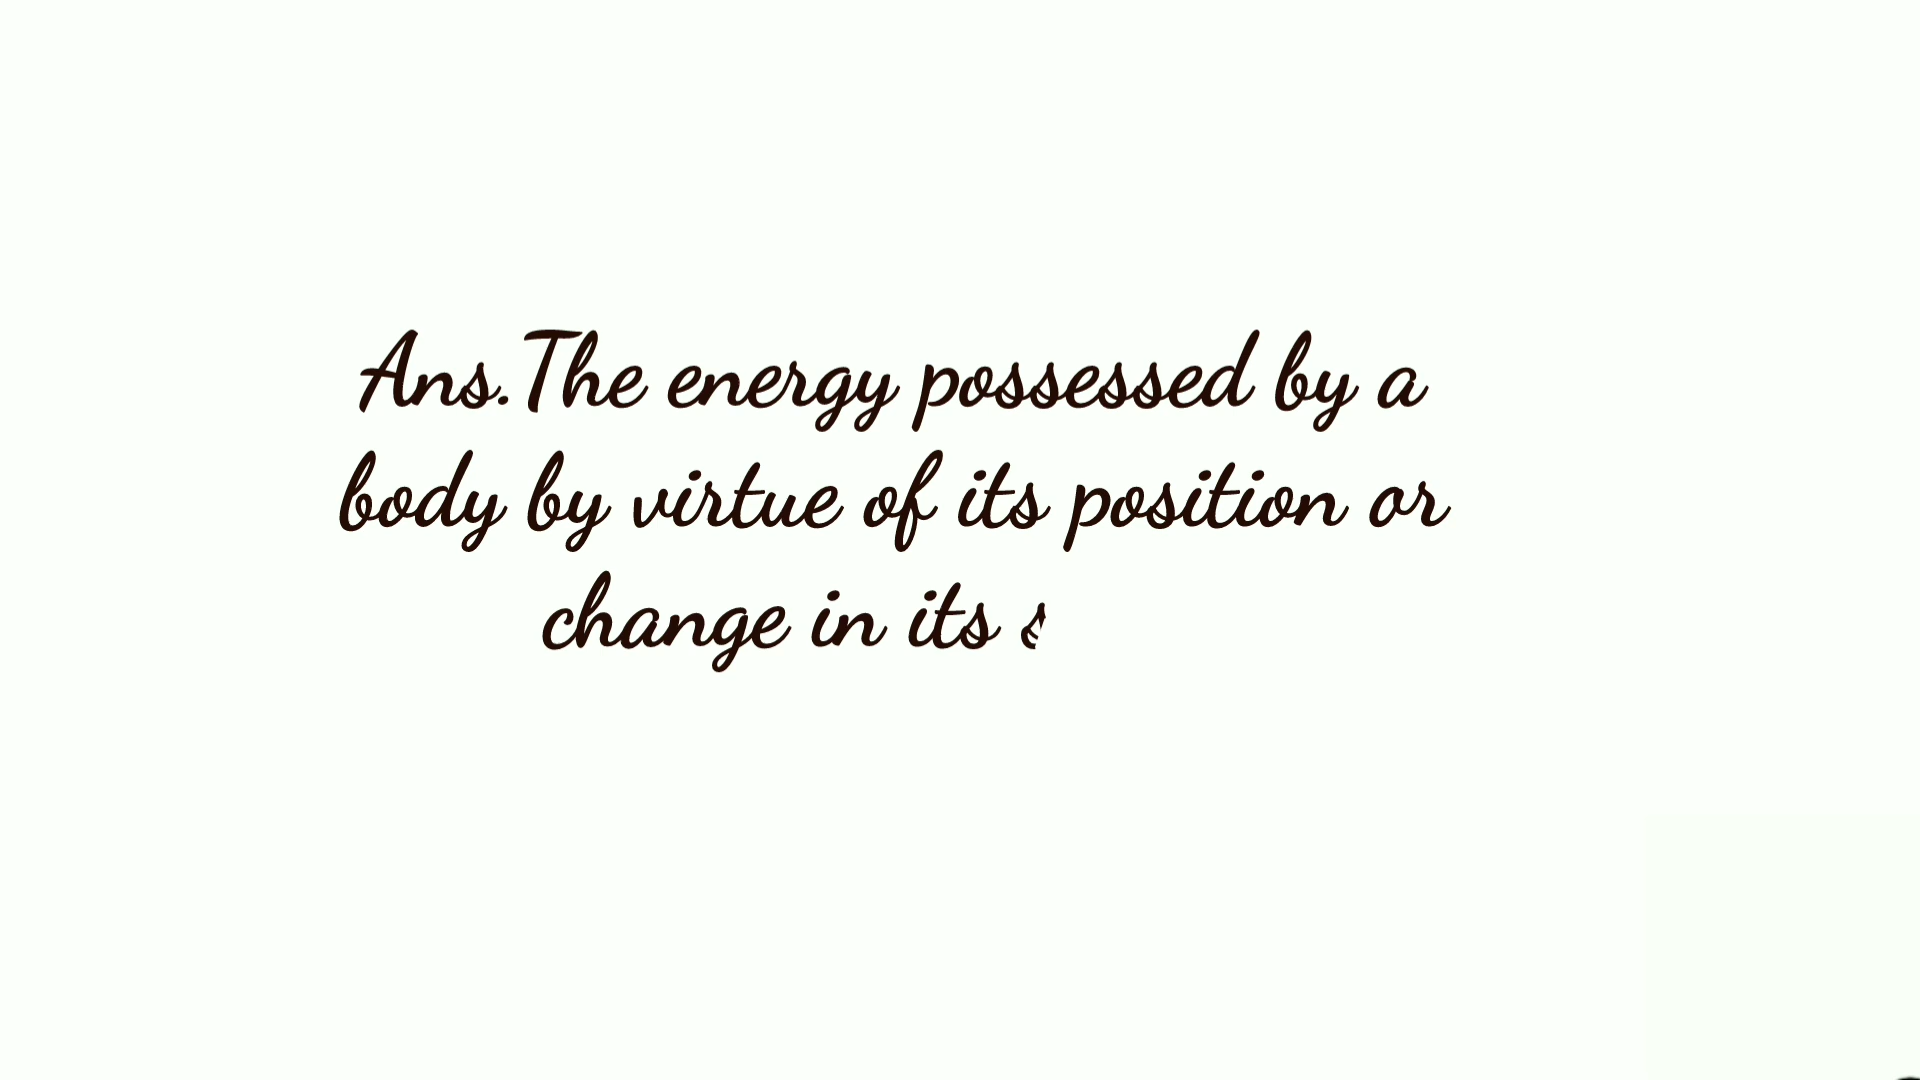 Ans.The energy possessed by a
body by virtue of its position or
change in its s